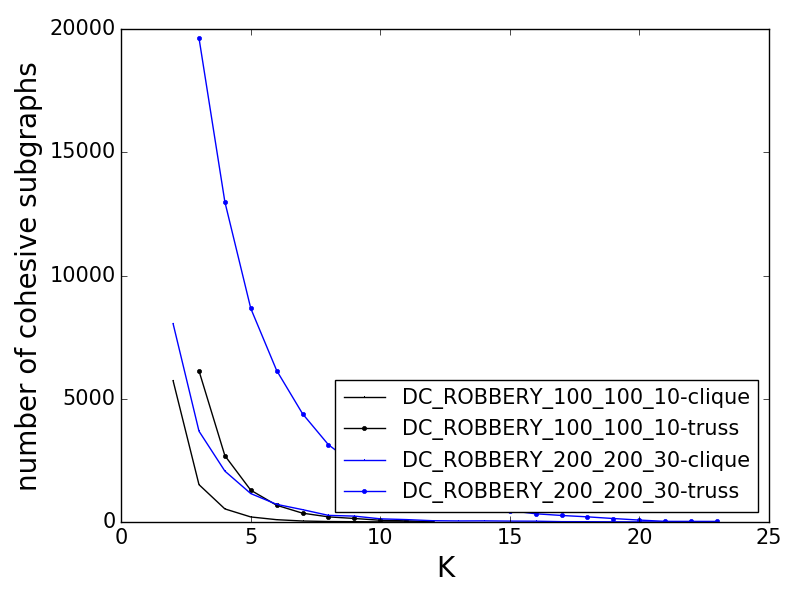 number of cohesive subgraphs
20000
15000
10000
5000
0
DC_ROBBERY_100_100_10-clique
DC_ROBBERY_100_100_10-truss
DC_ROBBERY_200_200_30-clique
DC_ROBBERY_200_200_30-truss
0 5 10 15 20 25
K